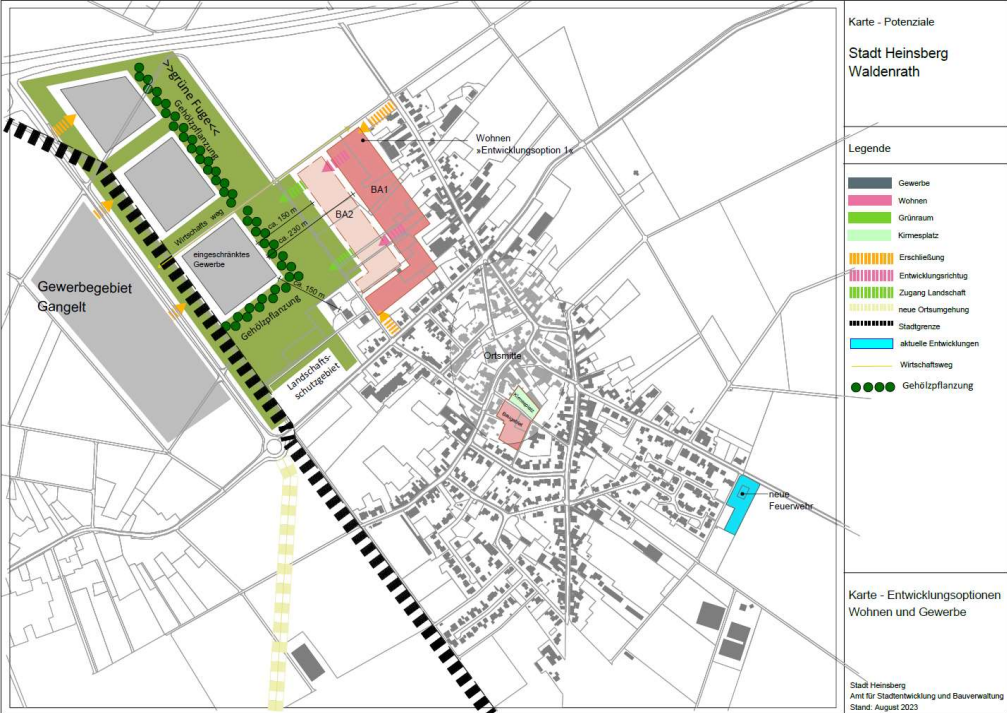 Karte - Potenziale
Stadt Heinsberg
Waldenrath
Legende
Gewerbe
Wohnen
Grünraum
Kirmesplatz
Erschließung
Entwicklungsrichtug
Zugang Landschaft
neue Ortsumgehung
Stadtgrenze
aktuelle Entwicklungen
Wirtschaftsweg
Gehölzpflanzung
Karte - Entwicklungsoptionen
Wohnen und Gewerbe
Stadt Heinsberg
Amt für Stadtentwicklung und Bauverwaltung
Stand: August 2023
>>grüne Fuge<<
Gehölzpflanzung
Wohnen
»Entwicklungsoption 1«
BA1
BA2
ca. 150 m
ca. 230 m
Wirtschafts weg
eingeschränktes
Gewerbe
ca. 150 m
Gewerbegebiet
Gangelt
Gehölzpflanzung
Landschafts-
schutzgebiet
Ortsmitte
Kirmesplatz
neue
Feuerwehr